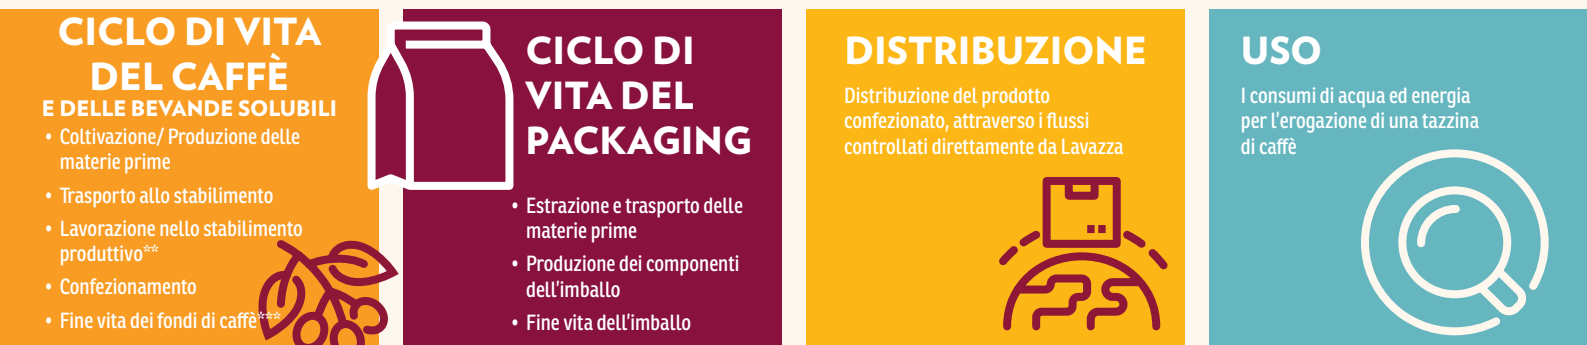 CICLO DI VITA
DEL CAFFÈ
E DELLE BEVANDE SOLUBILI
• Coltivazione/ Produzione delle
materie prime
• Trasporto allo stabilimento
• Lavorazione nello stabilimento
produttivo**
• Confezionamento
• Fine vita dei fondi di caffè***
CICLO DI
VITA DEL
PACKAGING
• Estrazione e trasporto delle
materie prime
• Produzione dei componenti
dell'imballo
• Fine vita dell'imballo
DISTRIBUZIONE
Distribuzione del prodotto
confezionato, attraverso i flussi
controllati direttamente da Lavazza
USO
I consumi di acqua ed energia
per l'erogazione di una tazzina
di caffè